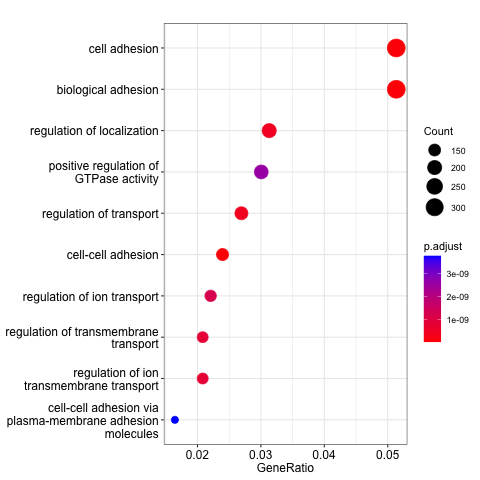 cell adhesion
biological adhesion
regulation of localization
positive regulation of
GTPase activity
regulation of transport
cell-cell adhesion
regulation of ion transport
regulation of transmembrane
transport
regulation of ion
transmembrane transport
cell-cell adhesion via
plasma-membrane adhesion
molecules
0.02 0.03 0.04 0.05
GeneRatio
Count
150
200
250
300
p.adjust
3e-09
2e-09
1e-09